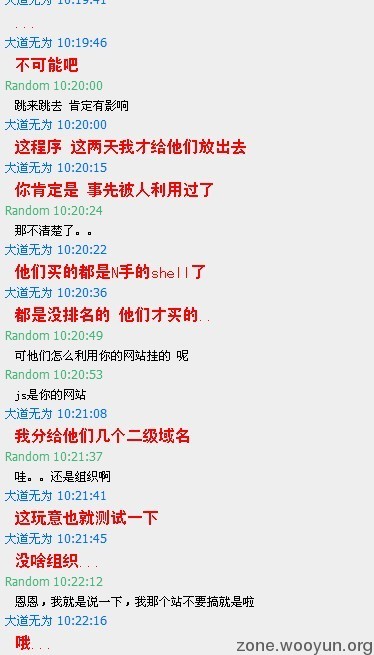 大道无为 10:19:41
...
大道无为 10:19:46
不可能吧
Random 10:20:00
跳来跳去 肯定有影响
大道无为 10:20:00
这程序 这两天我才给他们放出去
大道无为 10:20:15
你肯定是 事先被人利用过了
Random 10:20:24
那不清楚了。。
大道无为 10:20:22
他们买的都是N手的shell了
大道无为 10:20:36
都是没排名的 他们才买的..
Random 10:20:49
可他们怎么利用你的网站挂的 呢
Random 10:20:53
js是你的网站
大道无为 10:21:08
我分给他们几个二级域名
Random 10:21:37
哇。。还是组织啊
大道无为 10:21:41
这玩意也就测试一下
大道无为 10:21:45
没啥组织...
Random 10:22:12
恩恩，我就是说一下，我那个站不要搞就是啦
大道无为 10:22:16
哦...
zone.wooyun.org